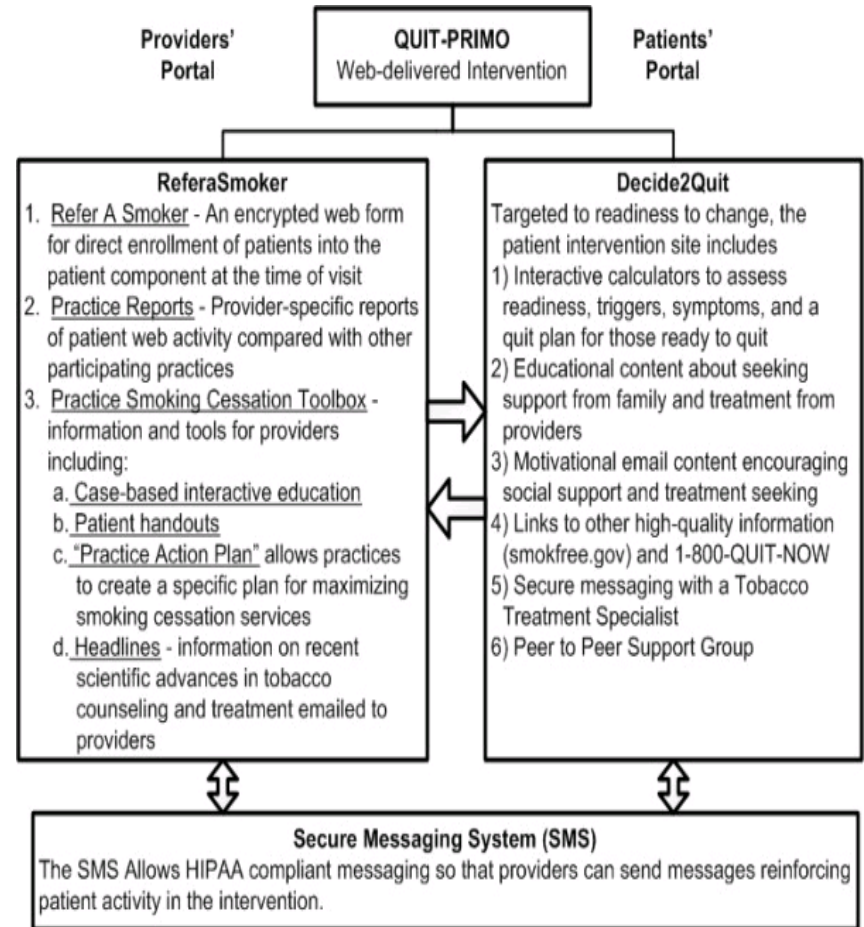 Providers'
Portal
QUIT-PRIMO
Web-delivered Intervention
Patients'
Portal
ReferaSmoker
1. Refer A Smoker - An encrypted web form
for direct enrollment of patients into the
patient component at the time of visit
2. Practice Reports - Provider-specific reports
of patient web activity compared with other
participating practices
3. Practice Smoking Cessation Toolbox -
information and tools for providers
including:
a. Case-based interactive education
b. Patient handouts
c. "Practice Action Plan" allows practices
to create a specific plan for maximizing
smoking cessation services
d. Headlines - information on recent
scientific advances in tobacco
counseling and treatment emailed to
providers
Decide2Quit
Targeted to readiness to change, the
patient intervention site includes
1) Interactive calculators to assess
readiness, triggers, symptoms, and a
quit plan for those ready to quit
2) Educational content about seeking
support from family and treatment from
providers
3) Motivational email content encouraging
social support and treatment seeking
4) Links to other high-quality information
(smokfree.gov) and 1-800-QUIT-NOW
5) Secure messaging with a Tobacco
Treatment Specialist
6) Peer to Peer Support Group
Secure Messaging System (SMS)
The SMS Allows HIPAA compliant messaging so that providers can send messages reinforcing
patient activity in the intervention.